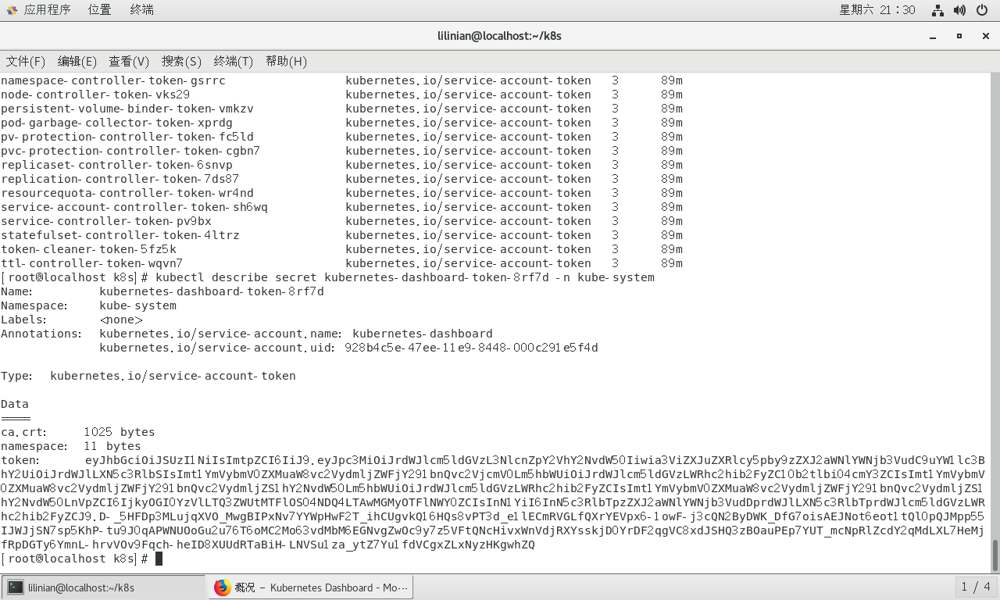 应用程序 位置 终端 星期六 21:30
lilinian@localhost:~/k8s
文件(F) 编辑(E) 查看(V) 搜索(S) 终端(T) 帮助(H)
namespace-controller-token-gsrrc kubernetes.io/service-account-token 3 89m
node-controller-token-vks29 kubernetes.io/service-account-token 3 89m
persistent-volume-binder-token-vmkzv kubernetes.io/service-account-token 3 89m
pod-garbage-collector-token-xprdg kubernetes.io/service-account-token 3 89m
pv-protection-controller-token-fc5ld kubernetes.io/service-account-token 3 89m
pvc-protection-controller-token-cgbn7 kubernetes.io/service-account-token 3 89m
replicaset-controller-token-6snvp kubernetes.io/service-account-token 3 89m
replication-controller-token-7ds87 kubernetes.io/service-account-token 3 89m
resourcequota-controller-token-wr4nd kubernetes.io/service-account-token 3 89m
service-account-controller-token-sh6wq kubernetes.io/service-account-token 3 89m
service-controller-token-pv9bx kubernetes.io/service-account-token 3 89m
statefulset-controller-token-4ltrz kubernetes.io/service-account-token 3 89m
token-cleaner-token-5fz5k kubernetes.io/service-account-token 3 89m
ttl-controller-token-wqvn7 kubernetes.io/service-account-token 3 89m
[root@localhost k8s]# kubectl describe secret kubernetes-dashboard-token-8rf7d -n kube-system
Name: kubernetes-dashboard-token-8rf7d
Namespace: kube-system
Labels: <none>
Annotations: kubernetes.io/service-account.name: kubernetes-dashboard
kubernetes.io/service-account.uid: 928b4c5e-47ee-11e9-8448-000c291e5f4d
Type: kubernetes.io/service-account-token
Data
====
ca.crt: 1025 bytes
namespace: 11 bytes
token:
[root@localhost k8s]#
lilinian@localhost:~/k8s 概况 – Kubernetes Dashboard - Mo··· 1 / 4